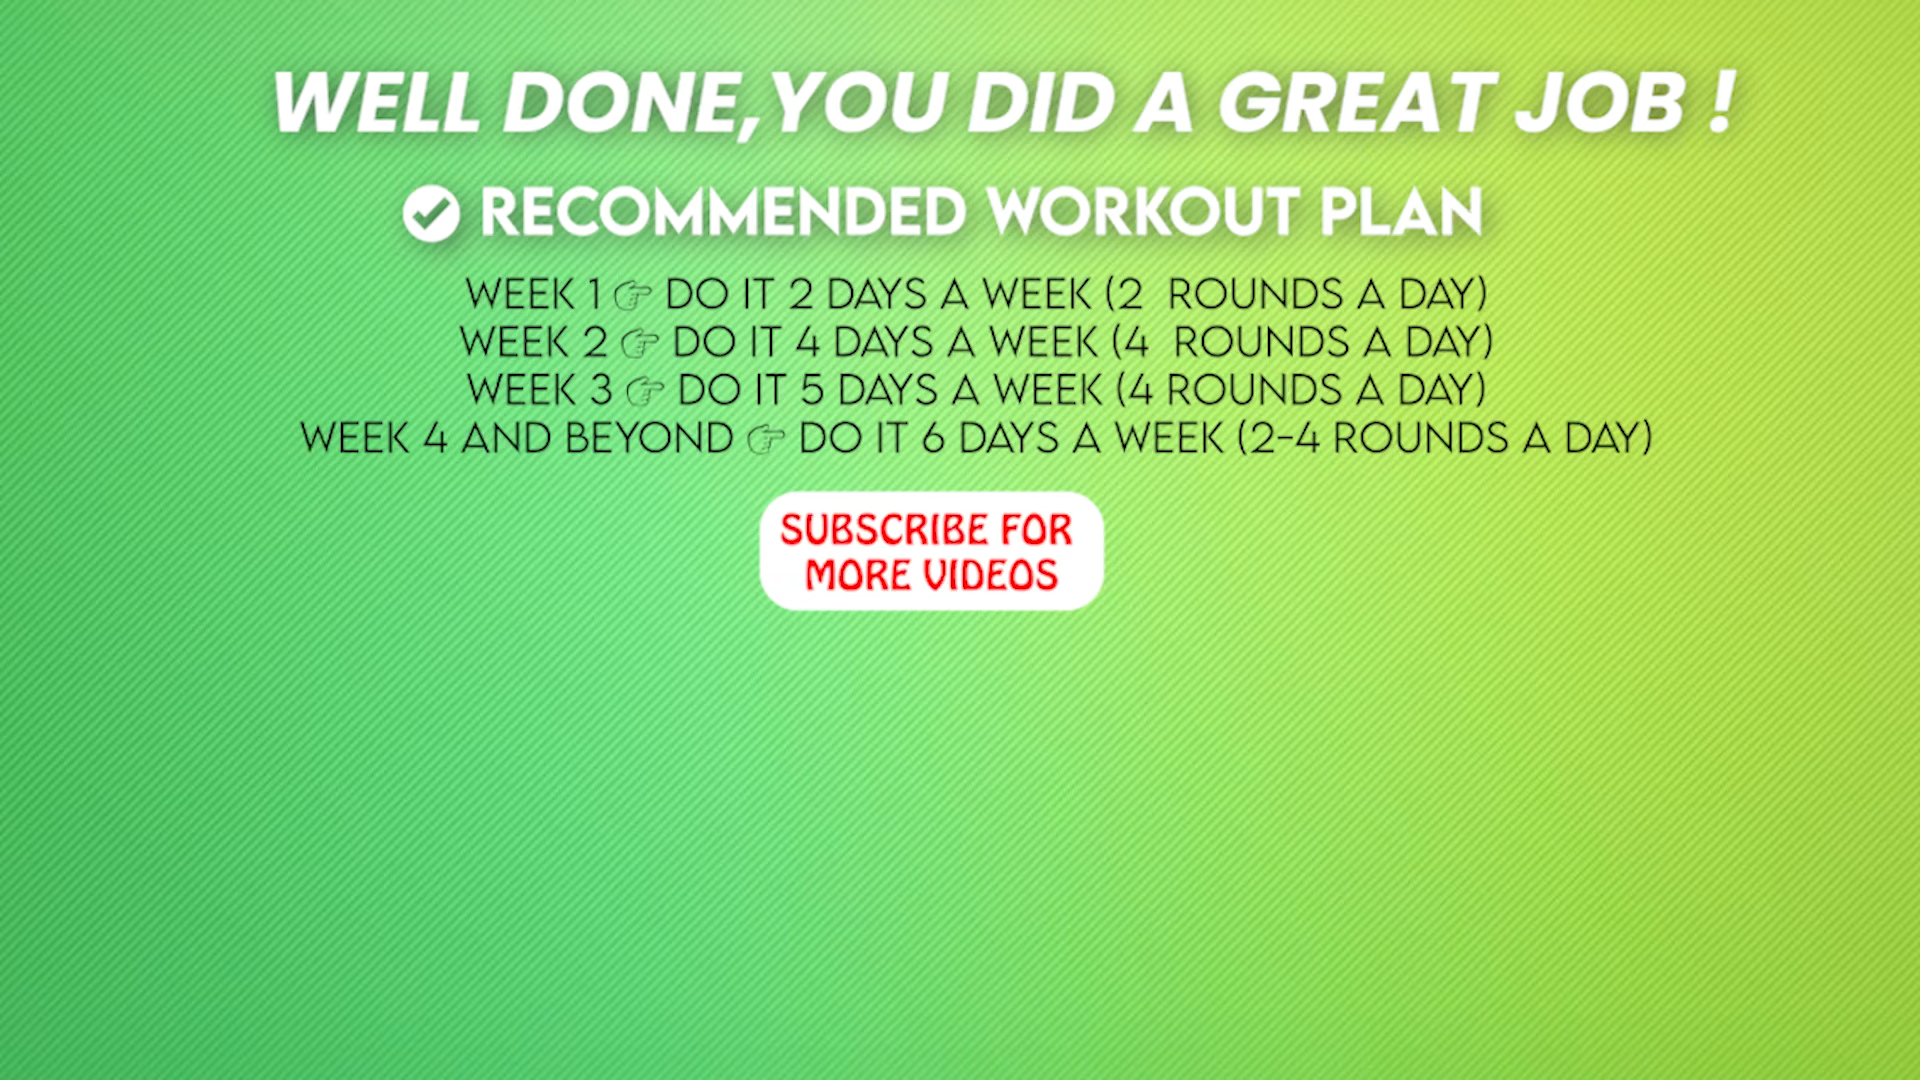 WELL DONE,YOU DID A GREAT JOB !
RECOMMENDED WORKOUT PLAN
WEEK 1 👉 DO IT 2 DAYS A WEEK (2  ROUNDS A DAY)
WEEK 2 👉 DO IT 4 DAYS A WEEK (4  ROUNDS A DAY)
WEEK 3 👉 DO IT 5 DAYS A WEEK (4 ROUNDS A DAY)
WEEK 4 AND BEYOND 👉 DO IT 6 DAYS A WEEK (2-4 ROUNDS A DAY)
SUBSCRIBE FOR
MORE VIDEOS